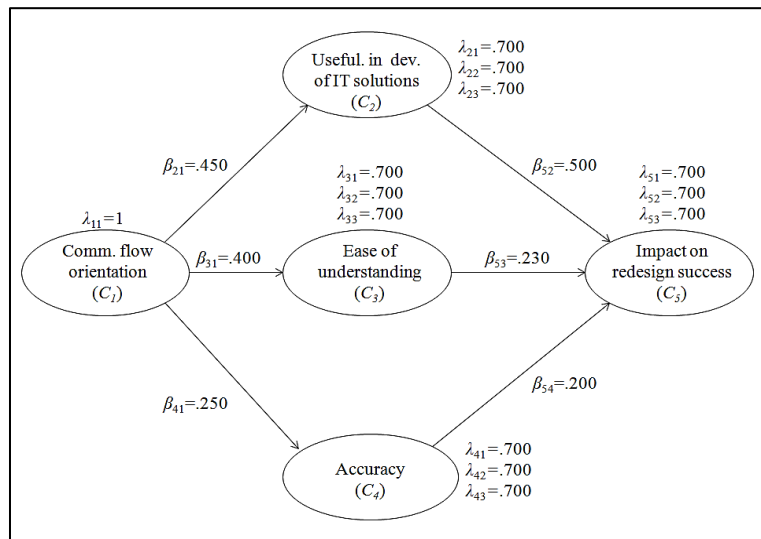 Useful. in dev.
of IT solutions
(C₂)
λ₂₁=.700
λ₂₂=.700
λ₂₃=.700
β₂₁=.450
β₅₂=.500
λ₃₁=.700
λ₃₂=.700
λ₃₃=.700
λ₅₁=.700
λ₅₂=.700
λ₅₃=.700
λ₁₁=1
Comm. flow
orientation
(C₁)
β₃₁=.400
Ease of
understanding
(C₃)
β₅₃=.230
Impact on
redesign success
(C₅)
β₄₁=.250
β₅₄=.200
Accuracy
(C₄)
λ₄₁=.700
λ₄₂=.700
λ₄₃=.700